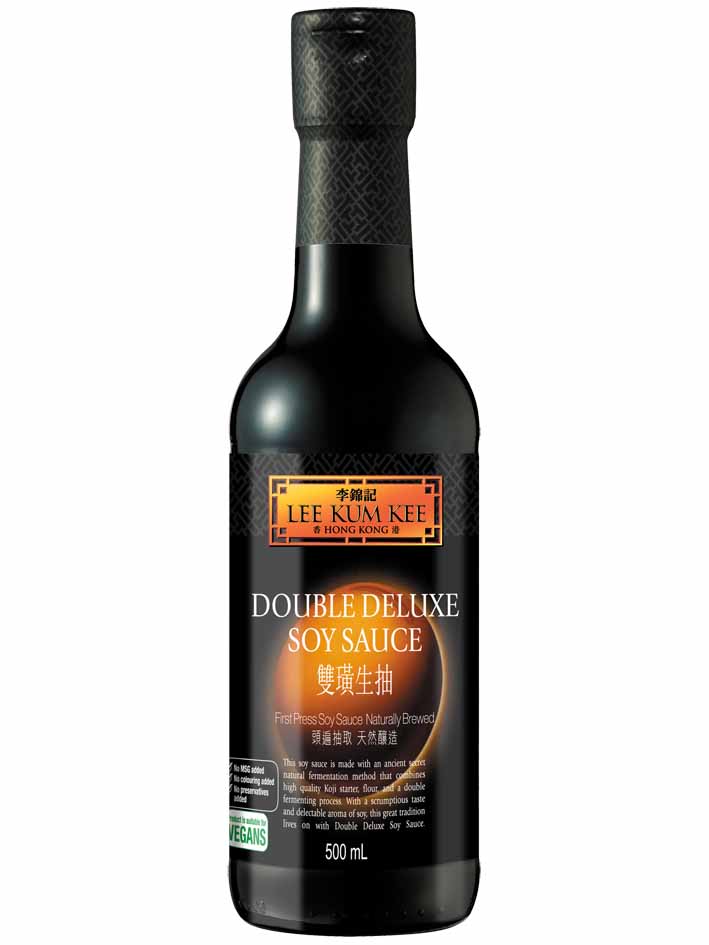 李錦記
LEE KUM KEE
香 HONG KONG 港
DOUBLE DELUXE
SOY SAUCE
雙璜生抽
First Press Soy Sauce Naturally Brewed
頭遍抽取 天然釀造
This soy sauce is made with an ancient secret
natural fermentation method that combines
high quality Koji starter, flour, and a double
fermenting process. With a scrumptious taste
and delectable aroma of soy, this great tradition
lives on with Double Deluxe Soy Sauce.
No MSG added
No colouring added
No preservatives
added
product is suitable for
VEGANS
500 mL